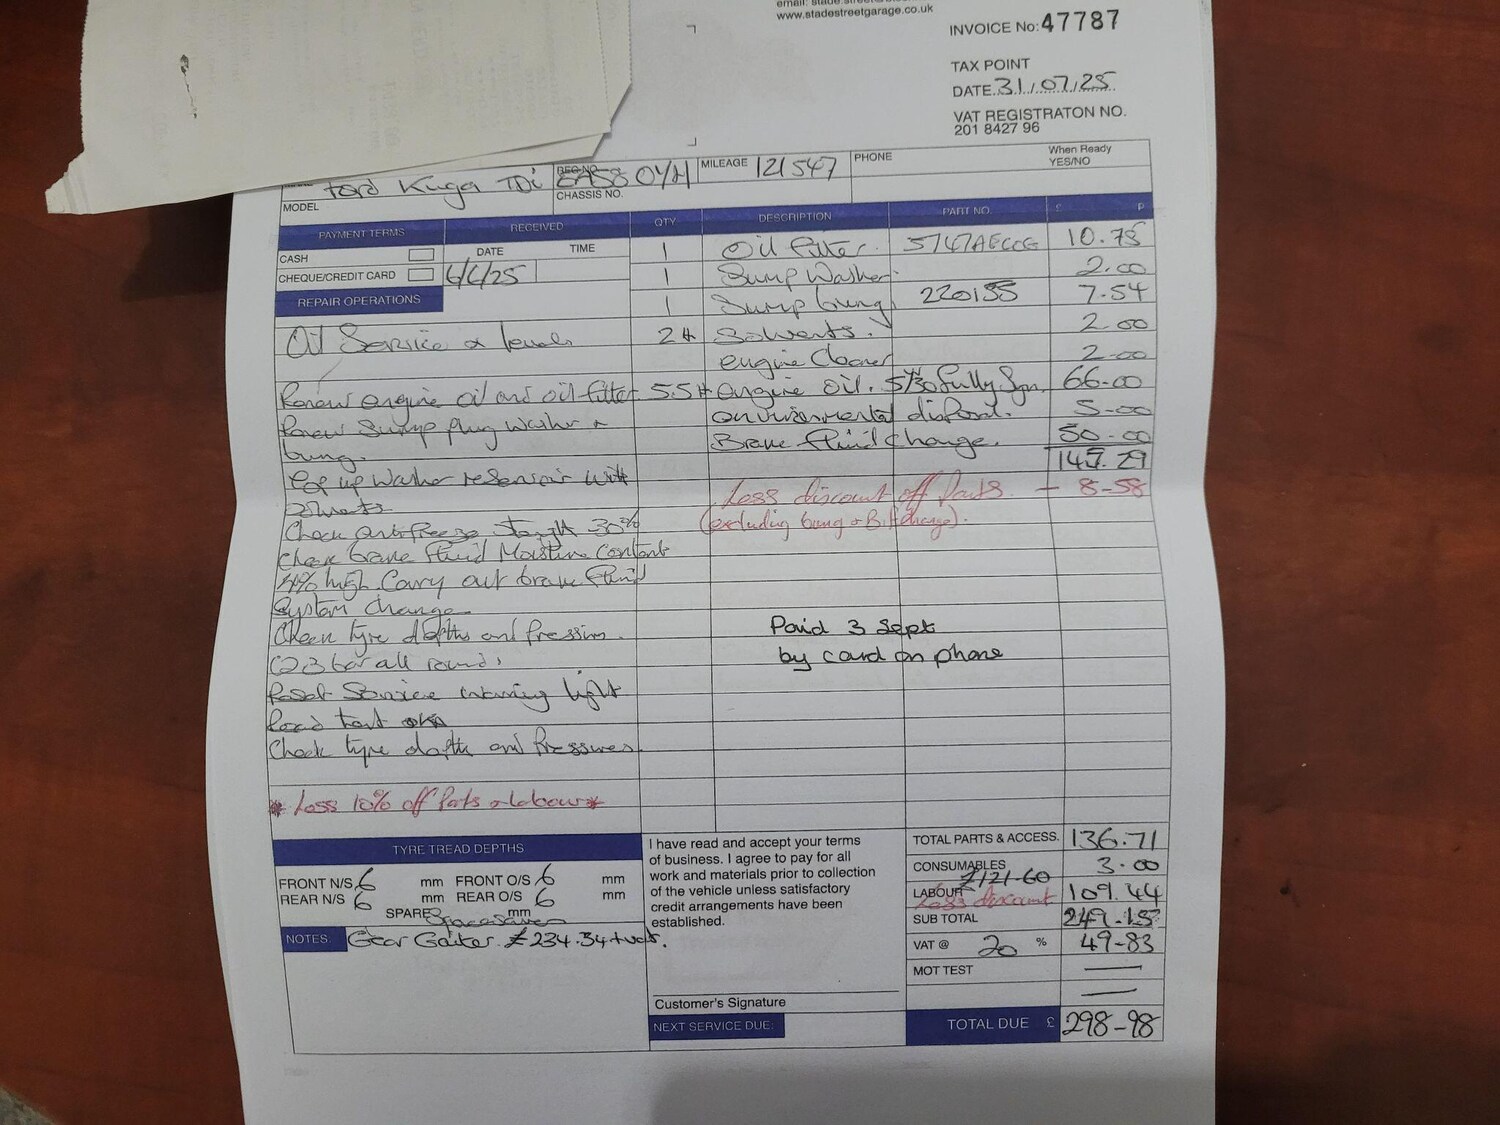 www.stadestreetgarage.co.uk
INVOICE No: 47787
TAX POINT
DATE 31/07/25
VAT REGISTRATON NO.
201 8427 96
Ford Kuga TDi
MODEL
REG NO. EA58 OYH
CHASSIS NO.
MILEAGE 121547
PHONE
When Ready
YES/NO
PAYMENT TERMS RECEIVED QTY DESCRIPTION PART NO. £ P
CASH
CHEQUE/CREDIT CARD
DATE TIME
REPAIR OPERATIONS
1 Oil Filter 10.75
1 Sump Washer 2.00
1 Sump bung 220155 7.54
Oil Service & levels
Solvents. 2.00
engine cleaner 2-00
Renew engine oil and oil filter
5.5 engine oil. 5W30 Fully Syn. 66-00
Renew Sump plug Washer &
bung.
environmental disposal. 5-00
Brake Fluid change. 50-00
29
Top up washer reservoir with
Solvents.
Less discount off Parts - 8-58
(excluding bung & B.F change).
Check antifreeze strength -30
Check brake fluid Moisture Content
4% high Carry out brake fluid
System change
Check tyre depths and Pressures.
all round.
Paid 3 Sept
by card on phone
Reset Service warning light
Road test
Check tyre depths and Pressures
* Less 10% off Parts & labour *
TYRE TREAD DEPTHS
FRONT N/S 6 mm FRONT O/S 6 mm
REAR N/S 6 mm REAR O/S 6 mm
SPARE Spacesaver mm
NOTES: Gear Gaiter £234.34 + vat.
I have read and accept your terms
of business. I agree to pay for all
work and materials prior to collection
of the vehicle unless satisfactory
credit arrangements have been
established.
Customer's Signature
NEXT SERVICE DUE:
TOTAL PARTS & ACCESS. 136.71
CONSUMABLES 3.00
£121-60
LABOUR 109.44
Less discount
SUB TOTAL 249.15
VAT @ 20 % 49-83
MOT TEST
TOTAL DUE £ 298-98